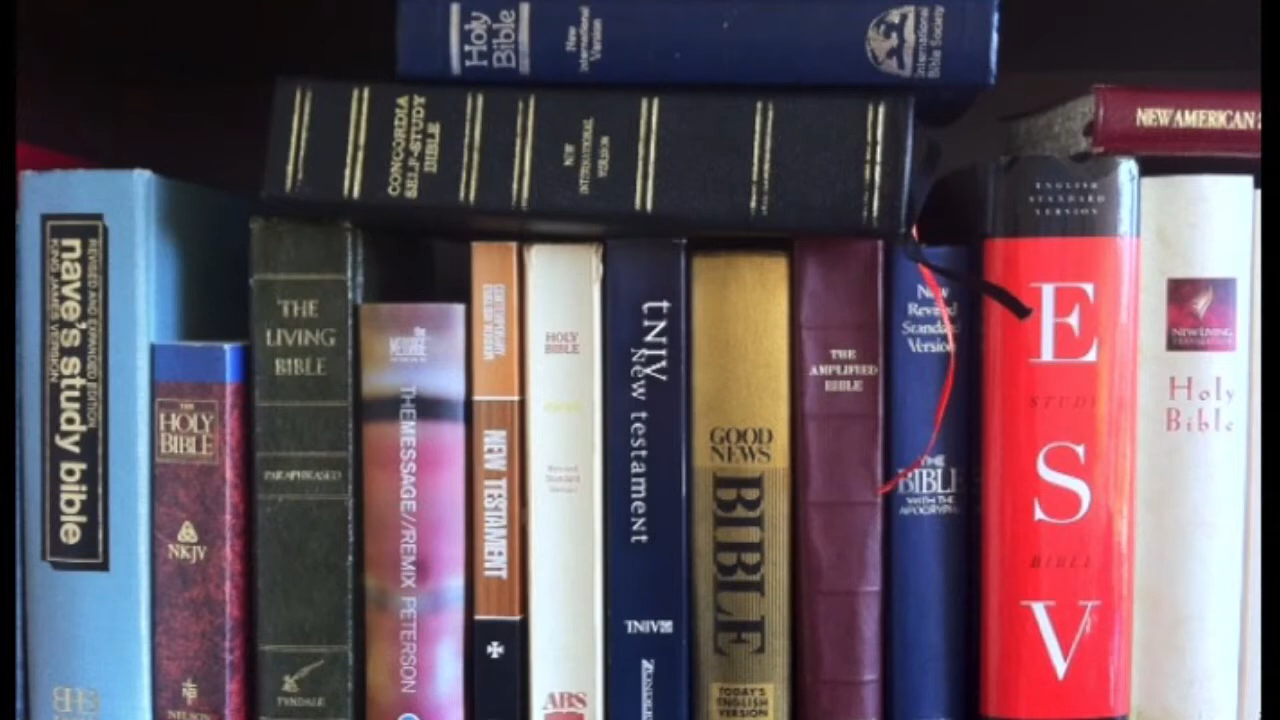 Holy
Bible
New
International
Version
International
Bible Society
CONCORDIA
SELF-STUDY
BIBLE
NEW
INTERNATIONAL
VERSION
NEW AMERICAN
REVISED AND EXPANDED EDITION
nave's study bible
KING JAMES VERSION
THE
HOLY
BIBLE
NKJV
NELSON
THE
LIVING
BIBLE
PARAPHRASED
TYNDALE
the
MESSAGE
THEMESSAGE//REMIX PETERSON
CONTEMPORARY
ENGLISH VERSION
NEW TESTAMENT
HOLY
BIBLE
Revised
Standard
Version
ABS
tNIV
New testament
TNIV
GOOD
NEWS
BIBLE
TODAY'S
ENGLISH
VERSION
THE
AMPLIFIED
BIBLE
New
Revised
Standard
Version
THE
BIBLE
WITH THE
APOCRYPHA
ENGLISH
STANDARD
VERSION
E
STUDY
S
BIBLE
V
NEW LIVING
TRANSLATION
Holy
Bible